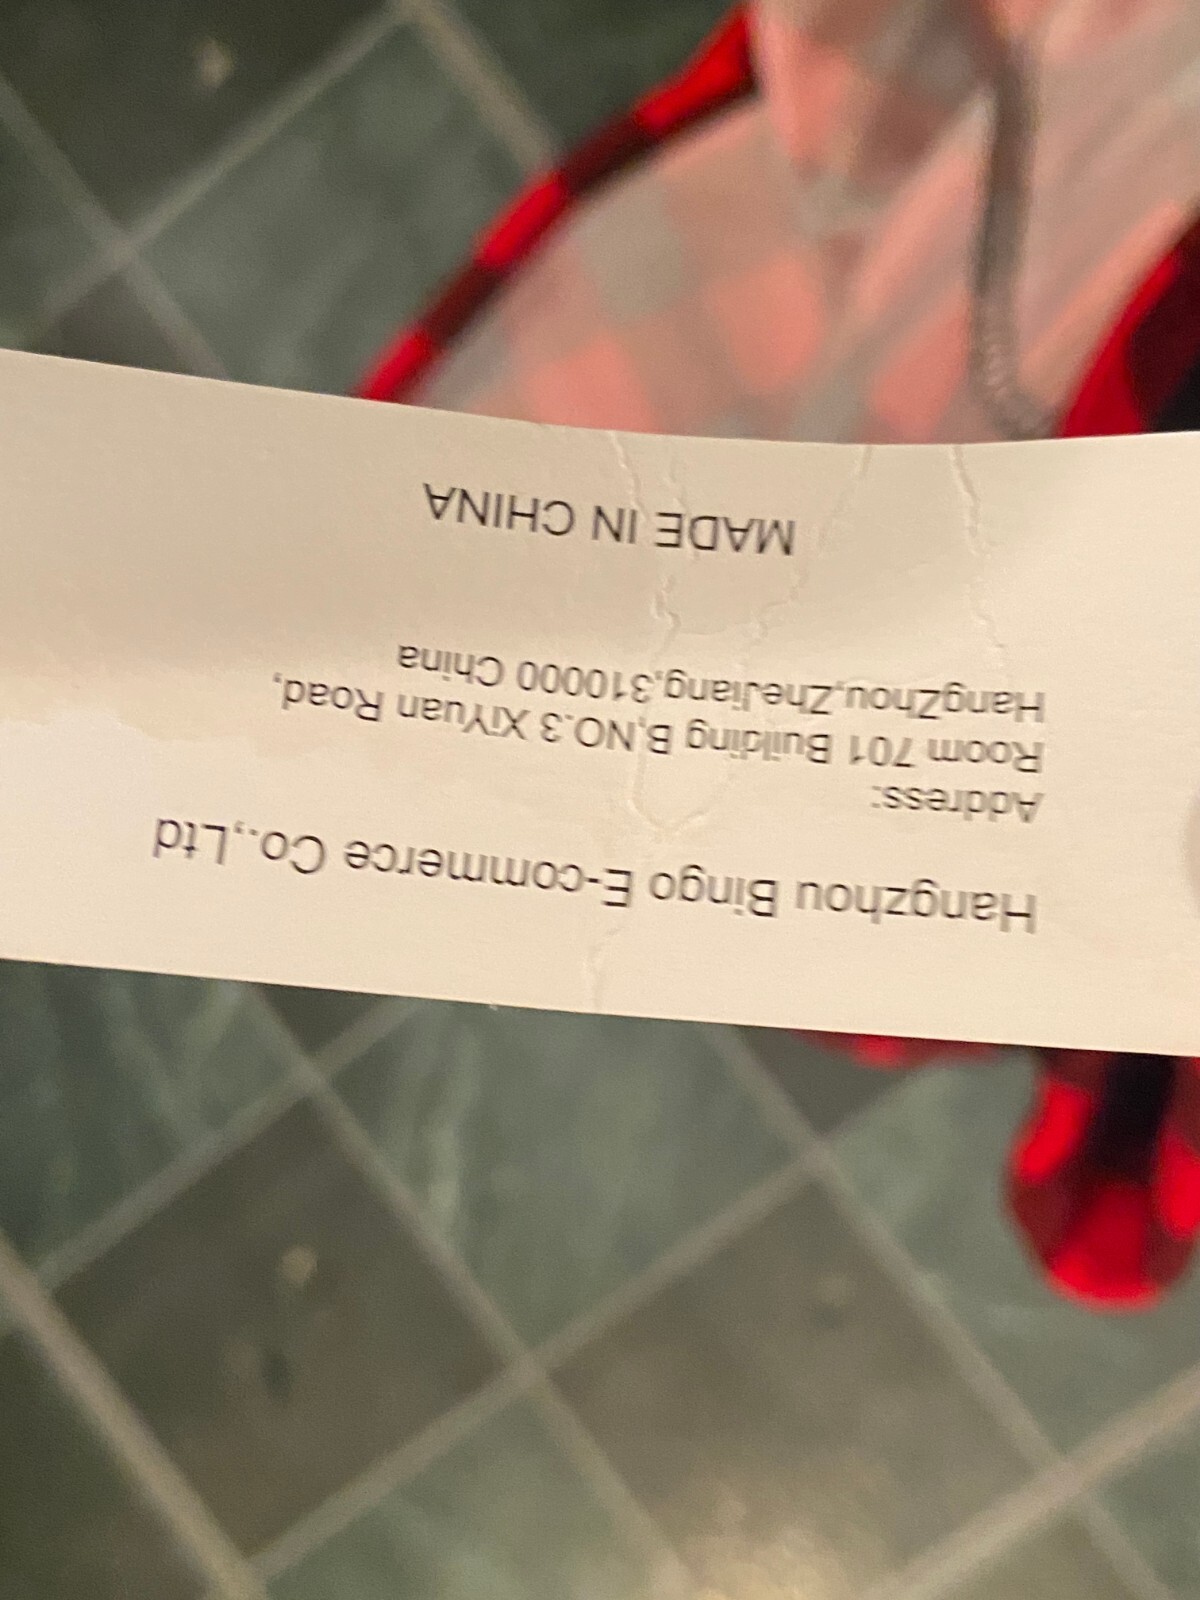 Hangzhou Bingo E-commerce Co.,Ltd
Address:
Room 701 Building B,NO.3 XiYuan Road,
HangZhou,ZheJiang,310000 China
MADE IN CHINA